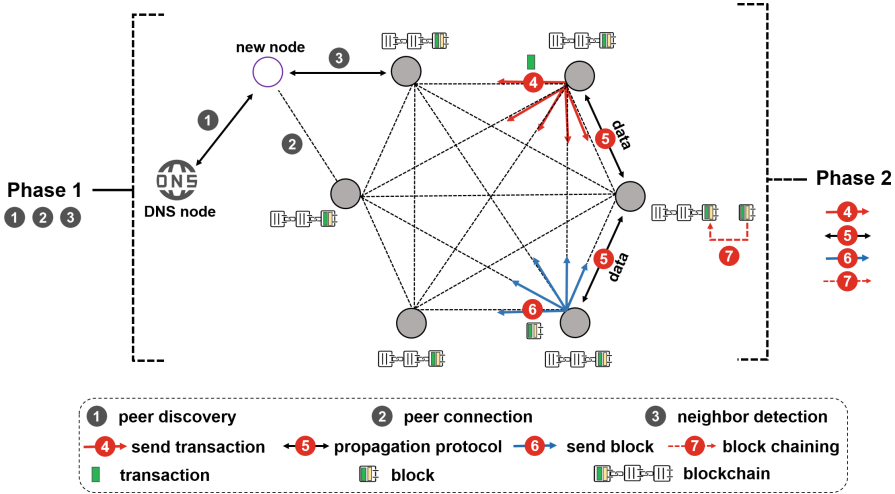 new node
3
4
1
2
5
data
DNS
DNS node
Phase 1
1 2 3
Phase 2
4
5
6
7
7
5
data
6
1 peer discovery 2 peer connection 3 neighbor detection
4 send transaction 5 propagation protocol 6 send block 7 block chaining
transaction block blockchain